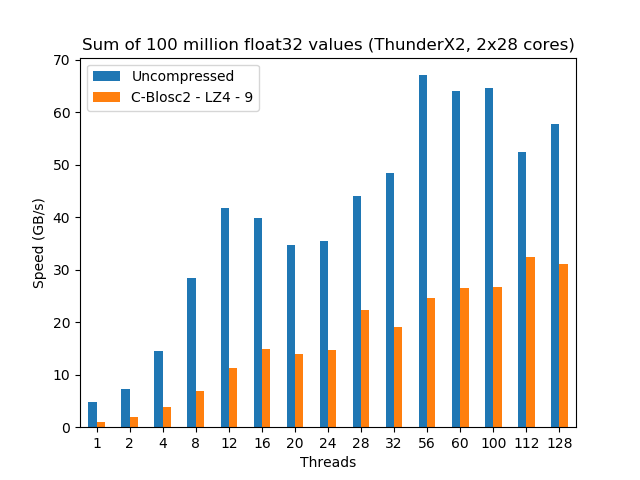 Sum of 100 million float32 values (ThunderX2, 2x28 cores)
Uncompressed
C-Blosc2 - LZ4 - 9
70
60
50
40
30
20
10
0
Speed (GB/s)
1 2 4 8 12 16 20 24 28 32 56 60 100 112 128
Threads